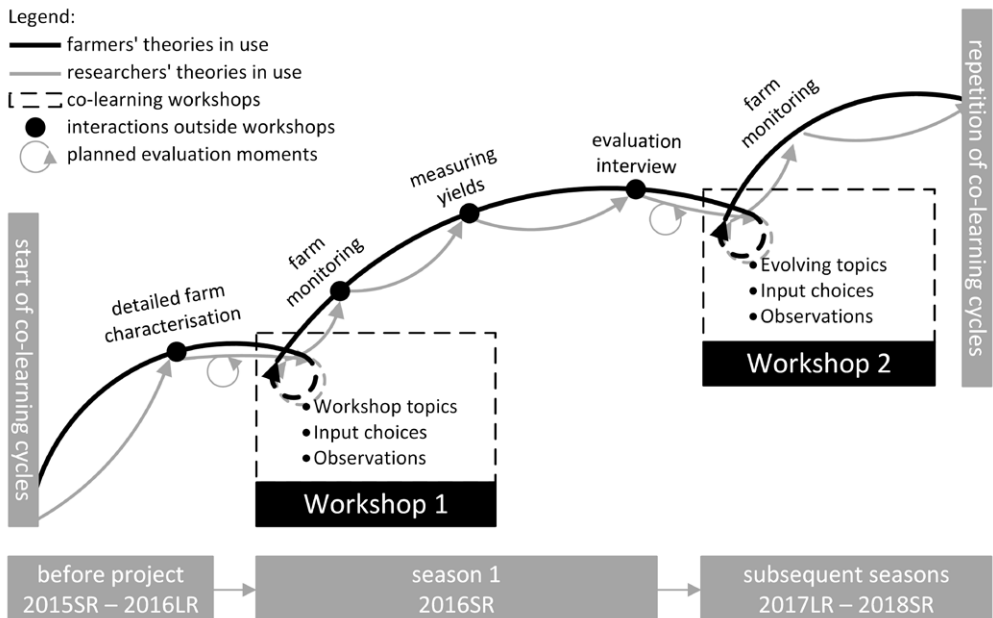 Legend:
farmers' theories in use
researchers' theories in use
co-learning workshops
interactions outside workshops
planned evaluation moments
start of co-learning cycles
detailed farm
characterisation
farm
monitoring
measuring
yields
evaluation
interview
farm
monitoring
repetition of co-learning cycles
• Workshop topics
• Input choices
• Observations
Workshop 1
• Evolving topics
• Input choices
• Observations
Workshop 2
before project
2015SR – 2016LR
season 1
2016SR
subsequent seasons
2017LR – 2018SR